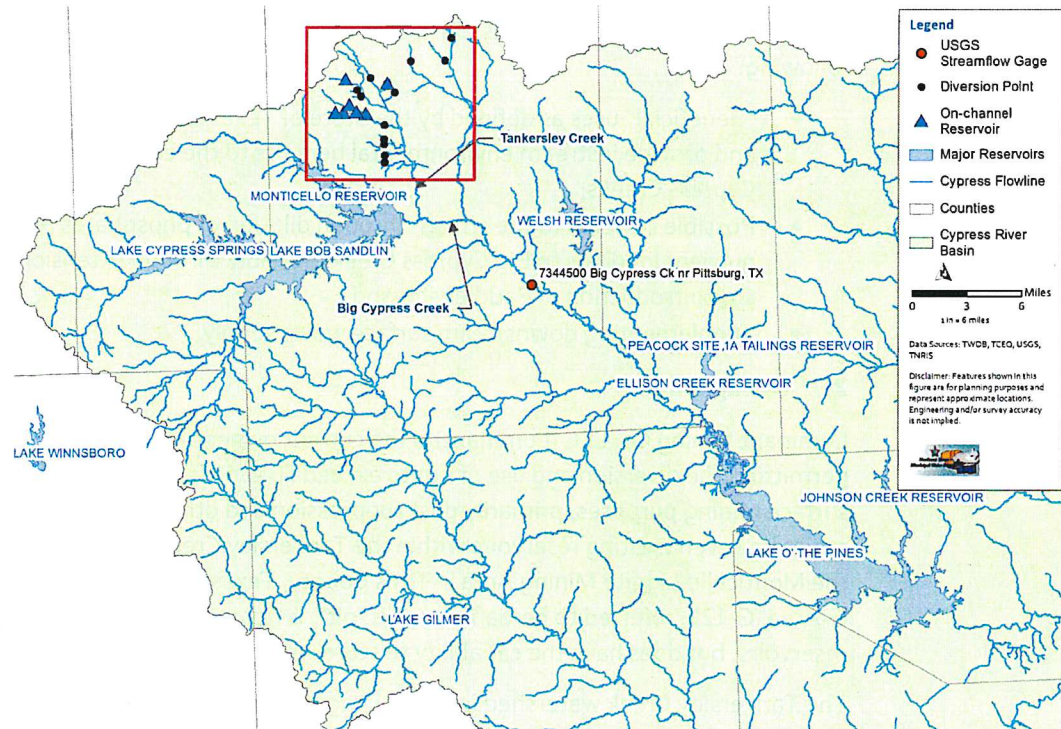 Legend
USGS
Streamflow Gage
Diversion Point
On-channel
Reservoir
Major Reservoirs
Cypress Flowline
Counties
Cypress River
Basin
Miles
0 3 6
1 in = 6 miles
Data Sources: TWDB, TCEQ, USGS,
TNRIS
Disclaimer: Features shown in this
figure are for planning purposes and
represent approximate locations.
Engineering and/or survey accuracy
is not implied.
Tankersley Creek
MONTICELLO RESERVOIR
WELSH RESERVOIR
LAKE CYPRESS SPRINGS
LAKE BOB SANDLIN
7344500 Big Cypress Ck nr Pittsburg, TX
Big Cypress Creek
PEACOCK SITE 1A TAILINGS RESERVOIR
ELLISON CREEK RESERVOIR
LAKE WINNSBORO
JOHNSON CREEK RESERVOIR
LAKE O' THE PINES
LAKE GILMER